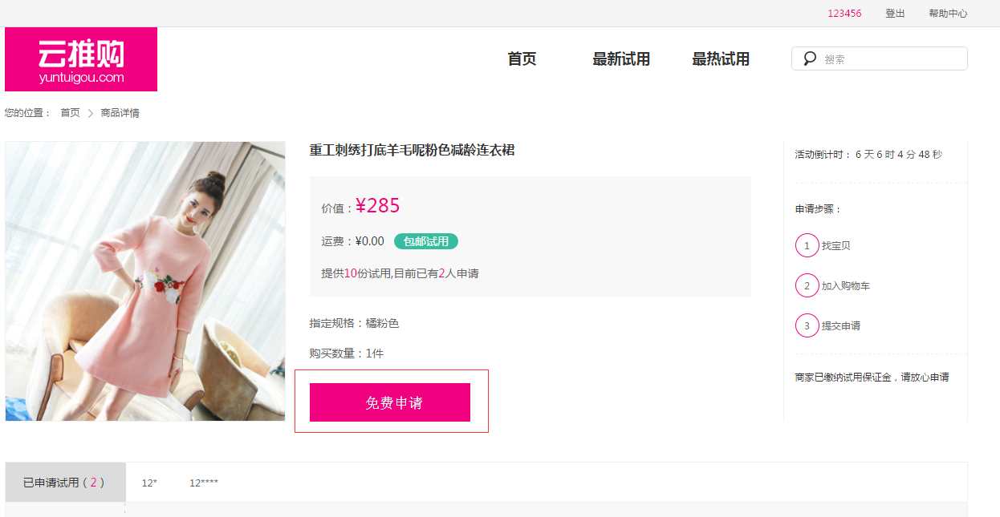 123456 登出 帮助中心
云推购
yuntuigou.com
首页 最新试用 最热试用 搜索
您的位置： 首页 > 商品详情
重工刺绣打底羊毛呢粉色减龄连衣裙
价值：¥285
运费：¥0.00 包邮试用
提供10份试用,目前已有2人申请
指定规格：橘粉色
购买数量：1件
免费申请
活动倒计时： 6 天 6 时 4 分 48 秒
申请步骤：
1 找宝贝
2 加入购物车
3 提交申请
商家已缴纳试用保证金，请放心申请
已申请试用（ 2 ） 12* 12****